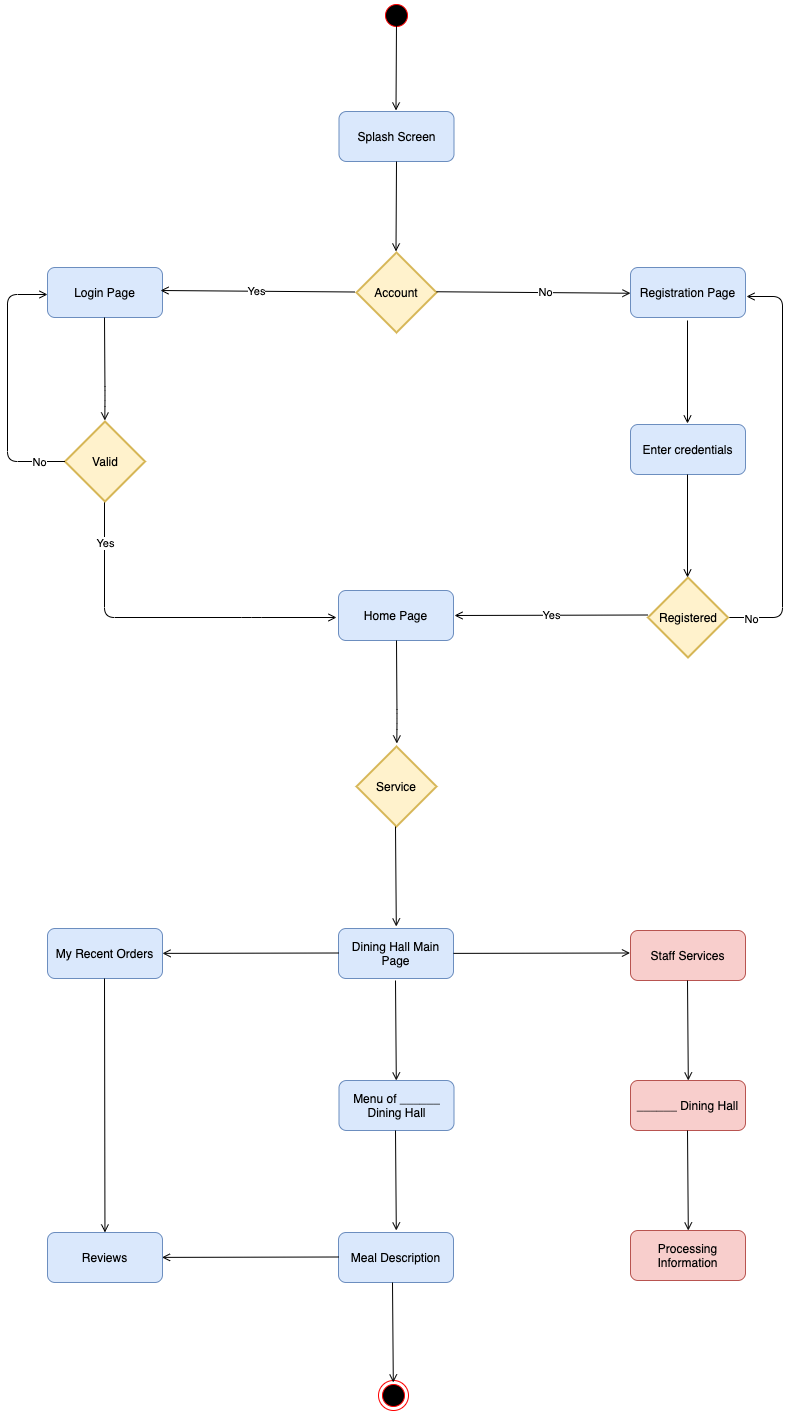 Splash Screen
Login Page
Yes
Account
No
Registration Page
No
Valid
Enter credentials
Yes
Home Page
Yes
Registered
No
Service
My Recent Orders
Dining Hall Main
Page
Staff Services
Menu of ______
Dining Hall
______ Dining Hall
Reviews
Meal Description
Processing
Information